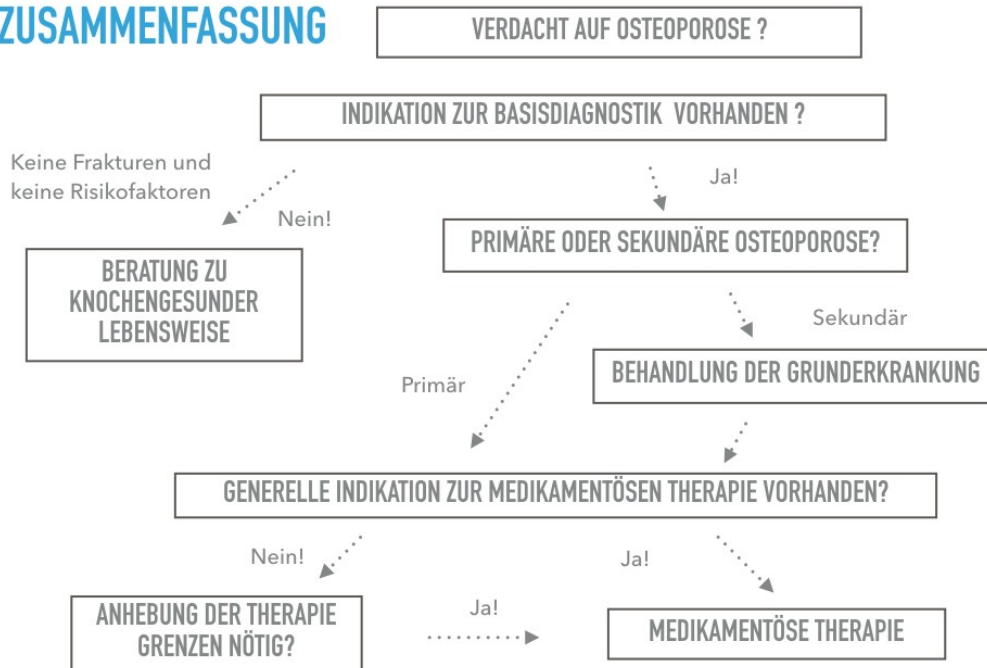 ZUSAMMENFASSUNG
VERDACHT AUF OSTEOPOROSE ?
INDIKATION ZUR BASISDIAGNOSTIK VORHANDEN ?
Keine Frakturen und
keine Risikofaktoren
Nein!
Ja!
BERATUNG ZU
KNOCHENGESUNDER
LEBENSWEISE
PRIMÄRE ODER SEKUNDÄRE OSTEOPOROSE?
Sekundär
Primär
BEHANDLUNG DER GRUNDERKRANKUNG
GENERELLE INDIKATION ZUR MEDIKAMENTÖSEN THERAPIE VORHANDEN?
Nein!
Ja!
ANHEBUNG DER THERAPIE
GRENZEN NÖTIG?
Ja!
MEDIKAMENTÖSE THERAPIE